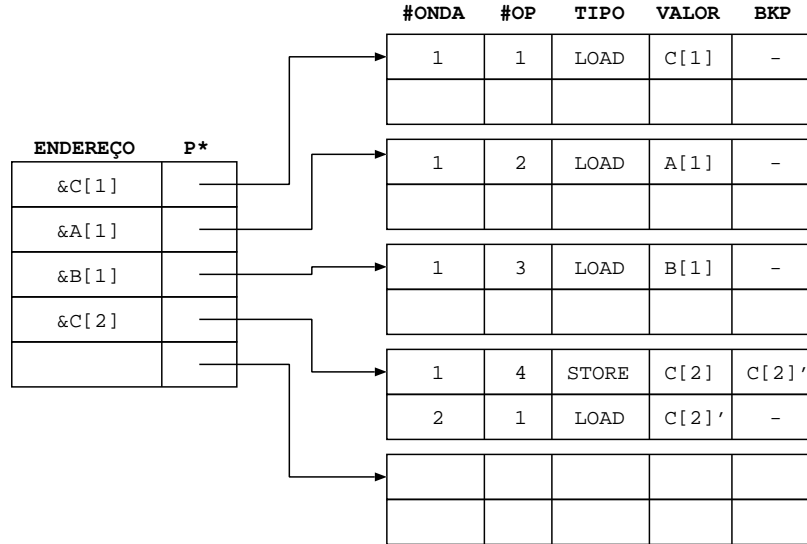 #ONDA #OP TIPO VALOR BKP
1 1 LOAD C[1] -
ENDEREÇO P*
&C[1]
1 2 LOAD A[1] -
&A[1]
&B[1]
1 3 LOAD B[1] -
&C[2]
1 4 STORE C[2] C[2]'
2 1 LOAD C[2]' -